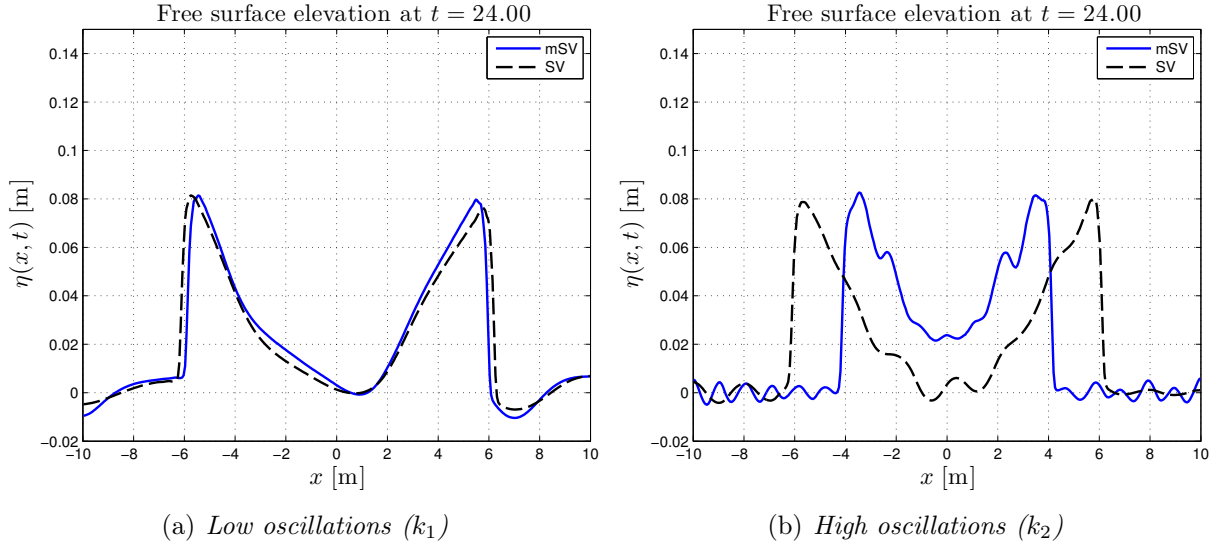 Free surface elevation at t = 24.00
mSV
SV
0.14
0.12
0.1
0.08
0.06
0.04
0.02
0
−0.02
η(x, t) [m]
−10 −8 −6 −4 −2 0 2 4 6 8 10
x [m]
(a) Low oscillations (k₁)
Free surface elevation at t = 24.00
mSV
SV
0.14
0.12
0.1
0.08
0.06
0.04
0.02
0
−0.02
η(x, t) [m]
−10 −8 −6 −4 −2 0 2 4 6 8 10
x [m]
(b) High oscillations (k₂)